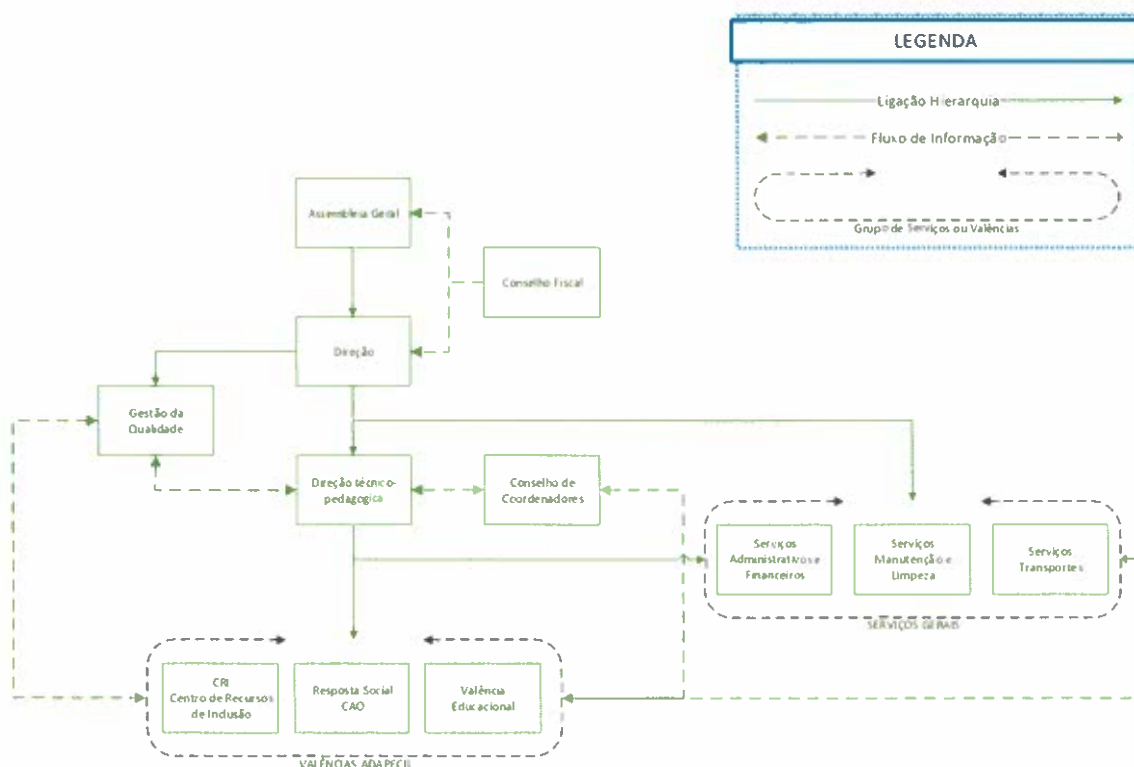 LEGENDA
Ligação Hierarquia
Fluxo de Informação
Grupo de Serviços ou Valências
Assembleia Geral
Conselho Fiscal
Direção
Gestão da
Qualidade
Direção técnico-
pedagogica
Conselho de
Coordenadores
Serviços
Administrativos e
Financeiros
Serviços
Manutenção e
Limpeza
Serviços
Transportes
SERVIÇOS GERAIS
CRI
Centro de Recursos
de Inclusão
Resposta Social
CAO
Valência
Educacional
VALÊNCIAS ADAPECIL